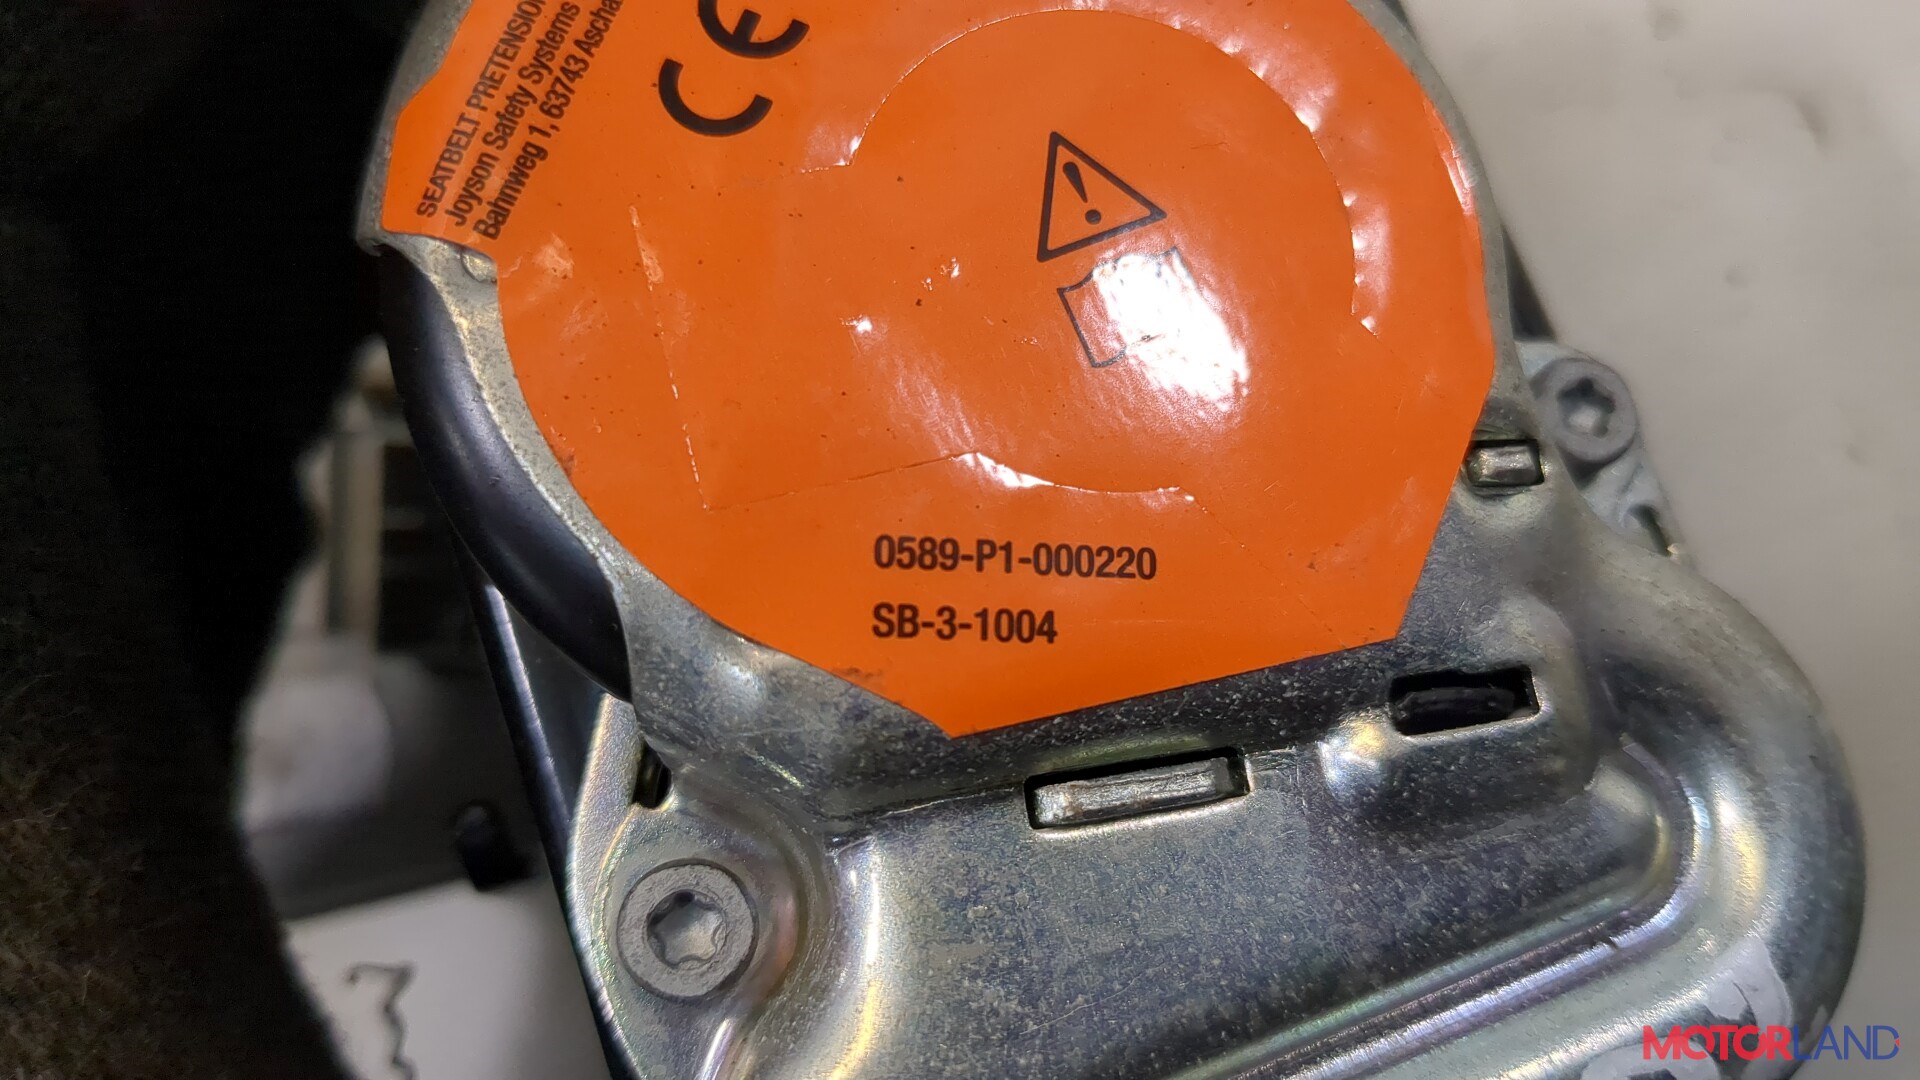 SEATBELT PRETENSION
Joyson Safety Systems
Bahnweg 1, 63743 Ascha
CE
0589-P1-000220
SB-3-1004
MOTORLAND